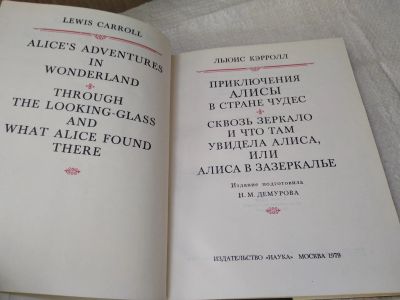 LEWIS CARROLL
ALICE'S ADVENTURES
IN
WONDERLAND
THROUGH
THE LOOKING-GLASS
AND
WHAT ALICE FOUND
THERE
ЛЬЮИС КЭРРОЛЛ
ПРИКЛЮЧЕНИЯ
АЛИСЫ
В СТРАНЕ ЧУДЕС
СКВОЗЬ ЗЕРКАЛО
И ЧТО ТАМ
УВИДЕЛА АЛИСА,
ИЛИ
АЛИСА В ЗАЗЕРКАЛЬЕ
Издание подготовила
Н. М. ДЕМУРОВА
ИЗДАТЕЛЬСТВО «НАУКА» МОСКВА 1979